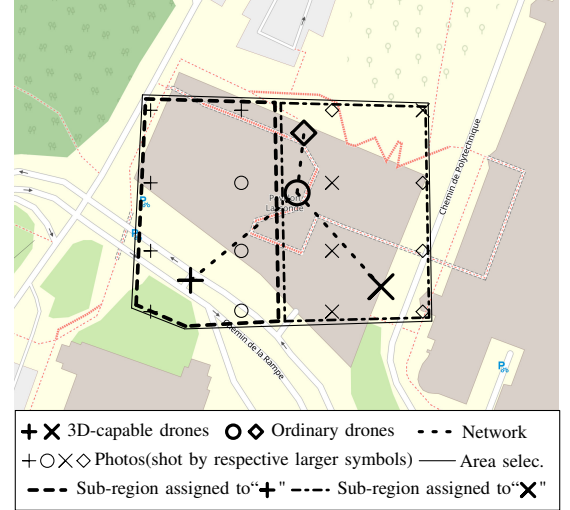 Chemin de Polytechnique
P%
P%
Chemin de la Rampe
P%
3D-capable drones Ordinary drones Network
Photos(shot by respective larger symbols) Area selec.
Sub-region assigned to“ " Sub-region assigned to“ "